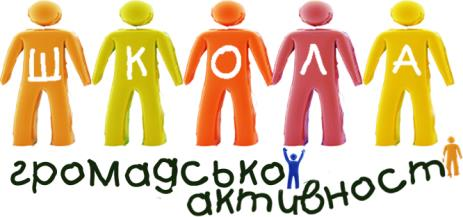 ШКОЛА
громадської
активності